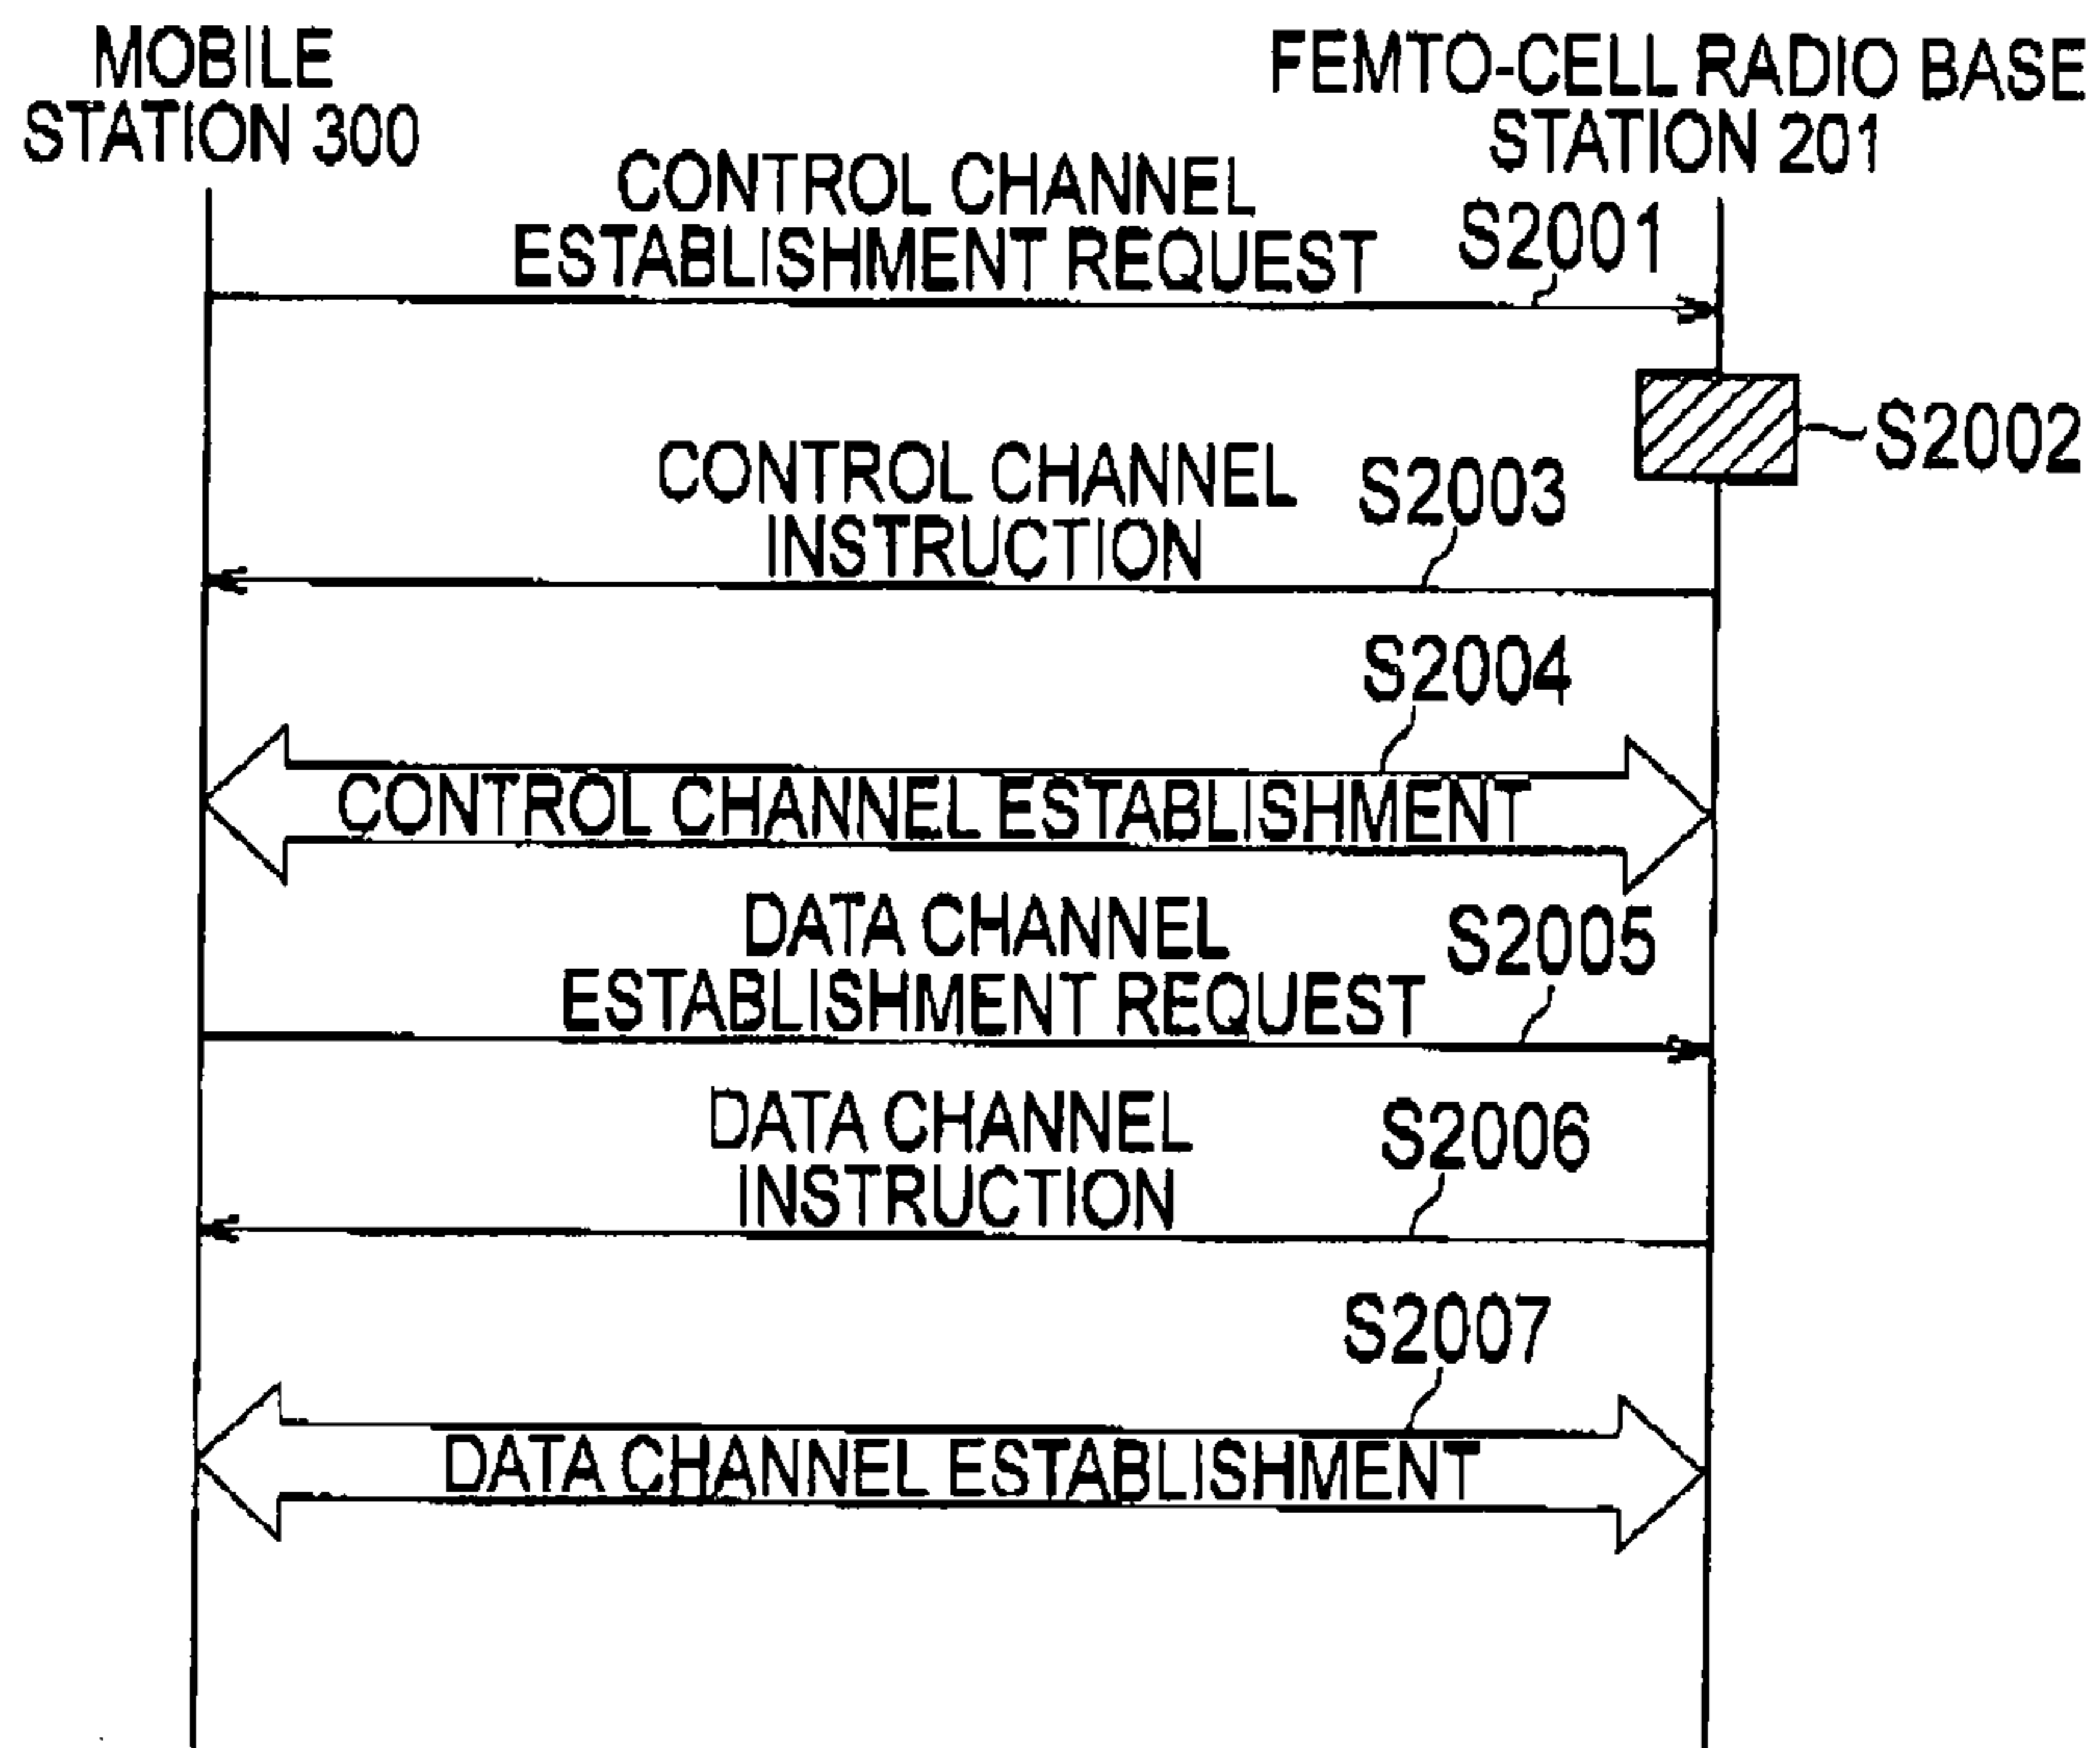 MOBILE
STATION 300
FEMTO-CELL RADIO BASE
STATION 201
CONTROL CHANNEL
ESTABLISHMENT REQUEST
S2001
S2002
CONTROL CHANNEL
INSTRUCTION
S2003
S2004
CONTROL CHANNEL ESTABLISHMENT
DATA CHANNEL
ESTABLISHMENT REQUEST
S2005
DATA CHANNEL
INSTRUCTION
S2006
S2007
DATA CHANNEL ESTABLISHMENT